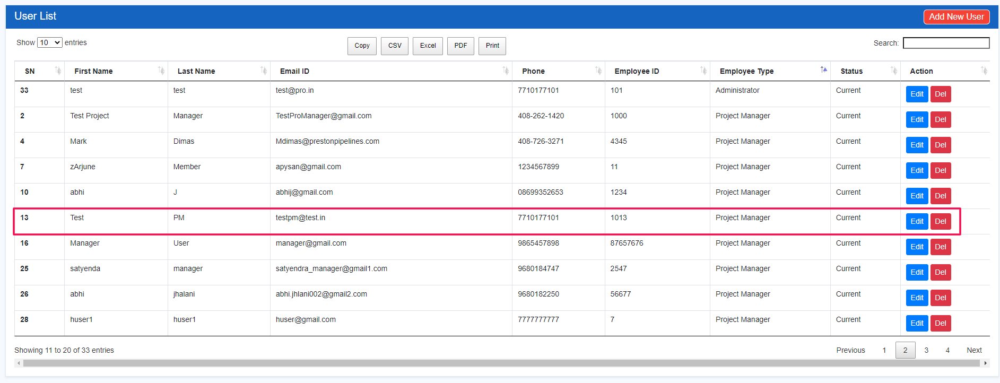 User List Add New User
Show 10 entries Copy CSV Excel PDF Print Search:
SN First Name Last Name Email ID Phone Employee ID Employee Type Status Action
33 test test test@pro.in 7710177101 101 Administrator Current Edit Del
2 Test Project Manager TestProManager@gmail.com 408-262-1420 1000 Project Manager Current Edit Del
4 Mark Dimas Mdimas@prestonpipelines.com 408-726-3271 4345 Project Manager Current Edit Del
7 zArjune Member apysan@gmail.com 1234567899 11 Project Manager Current Edit Del
10 abhi J abhij@gmail.com 08699352653 1234 Project Manager Current Edit Del
13 Test PM testpm@test.in 7710177101 1013 Project Manager Current Edit Del
16 Manager User manager@gmail.com 9865457898 87657676 Project Manager Current Edit Del
25 satyenda manager satyendra_manager@gmail1.com 9680184747 2547 Project Manager Current Edit Del
26 abhi jhalani abhi.jhlani002@gmail2.com 9680182250 56677 Project Manager Current Edit Del
28 huser1 huser1 huser@gmail.com 7777777777 7 Project Manager Current Edit Del
Showing 11 to 20 of 33 entries Previous 1 2 3 4 Next